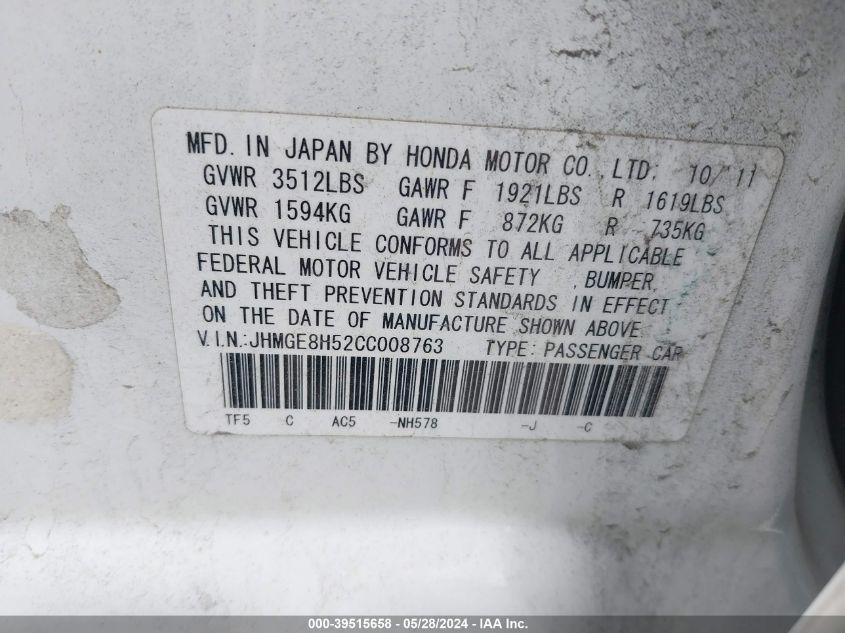 MFD. IN JAPAN BY HONDA MOTOR CO., LTD. 10/11
GVWR 3512LBS GAWR F 1921LBS R 1619LBS
GVWR 1594KG GAWR F 872KG R 735KG
THIS VEHICLE CONFORMS TO ALL APPLICABLE
FEDERAL MOTOR VEHICLE SAFETY , BUMPER,
AND THEFT PREVENTION STANDARDS IN EFFECT
ON THE DATE OF MANUFACTURE SHOWN ABOVE
V.I.N.:JHMGE8H52CC008763 TYPE: PASSENGER CAR
TF5 C AC5 -NH578 -J -C
000-39515658 - 05/28/2024 - IAA Inc.